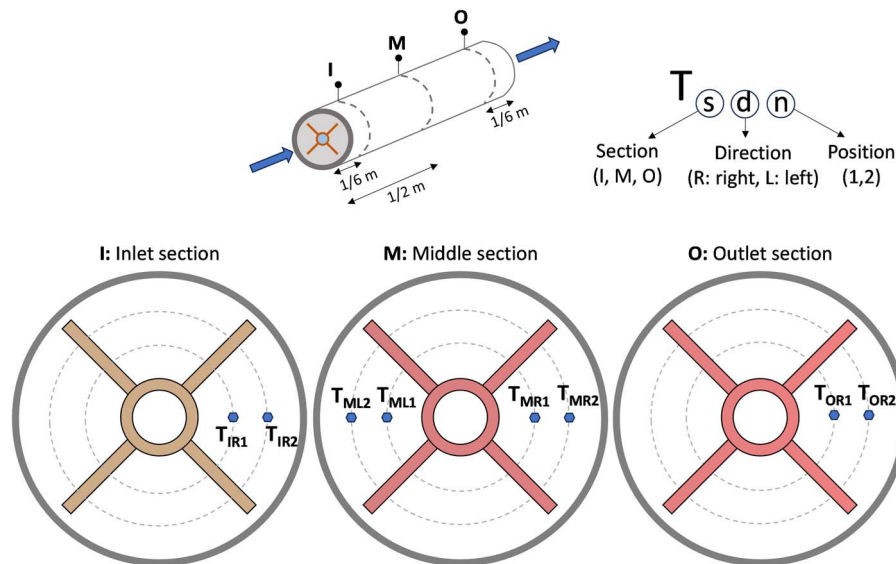 O
M
I
1/6 m
1/6 m
1/2 m
T s d n
Section
(I, M, O)
Direction
(R: right, L: left)
Position
(1,2)
I: Inlet section
M: Middle section
O: Outlet section
TIR1 TIR2
TML2 TML1 TMR1 TMR2
TOR1 TOR2